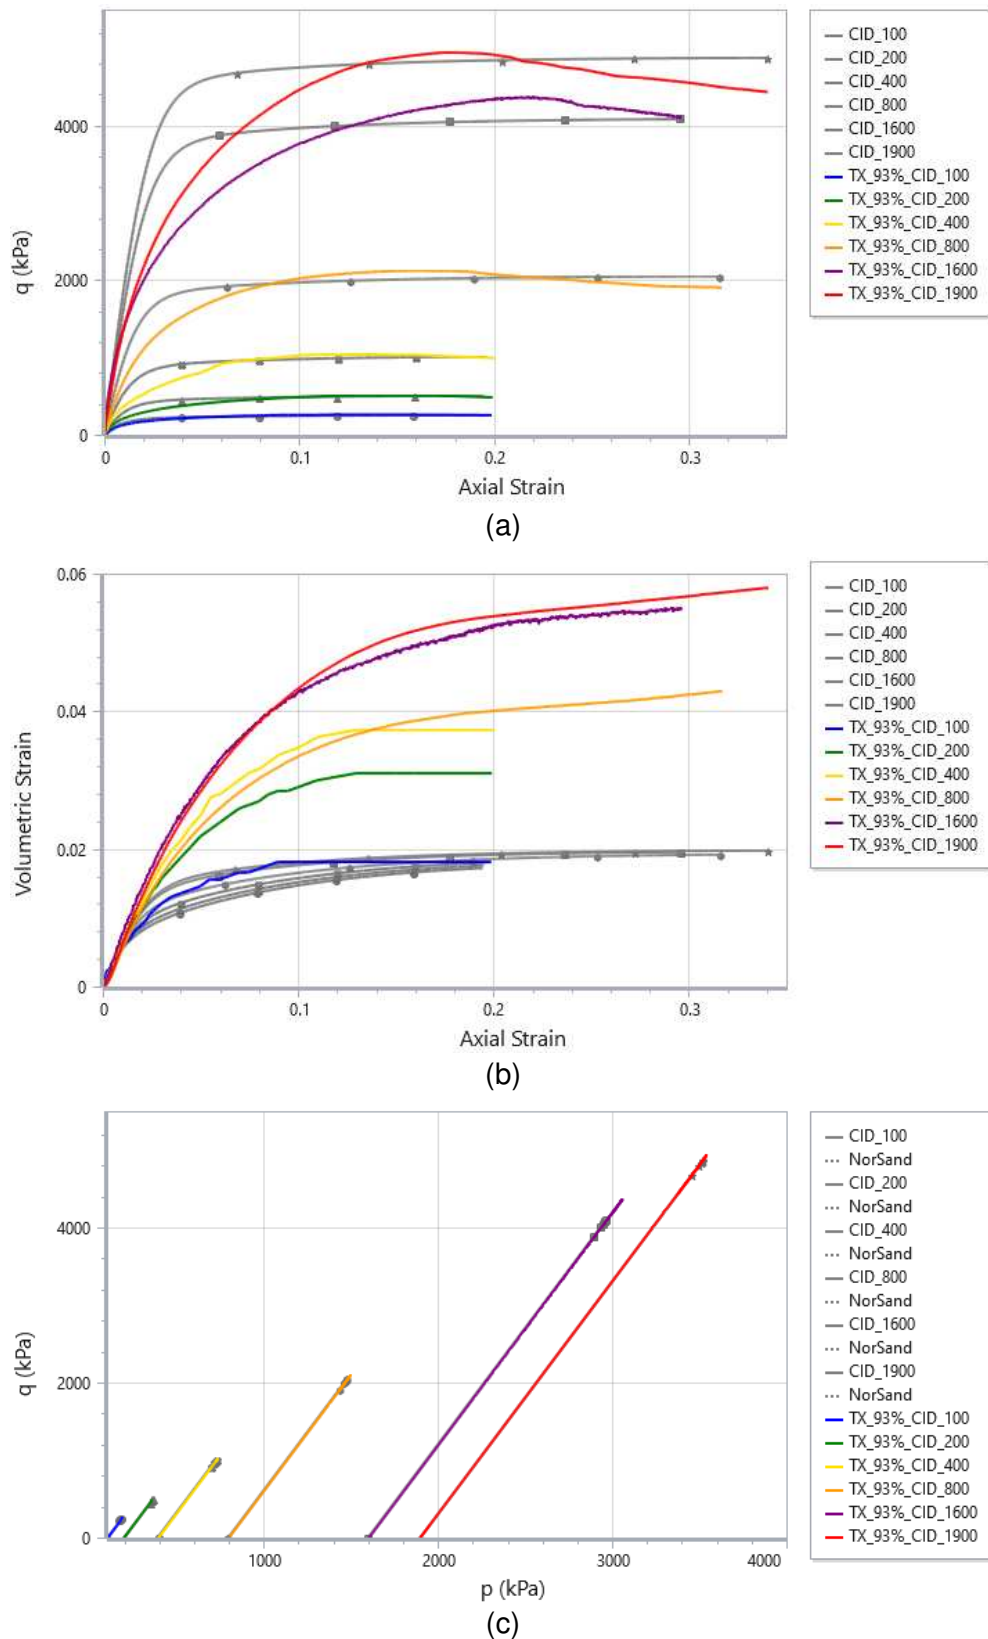 CID_100
CID_200
CID_400
CID_800
CID_1600
CID_1900
TX_93%_CID_100
TX_93%_CID_200
TX_93%_CID_400
TX_93%_CID_800
TX_93%_CID_1600
TX_93%_CID_1900
q (kPa)
4000
2000
0
0 0.1 0.2 0.3
Axial Strain
(a)
CID_100
CID_200
CID_400
CID_800
CID_1600
CID_1900
TX_93%_CID_100
TX_93%_CID_200
TX_93%_CID_400
TX_93%_CID_800
TX_93%_CID_1600
TX_93%_CID_1900
Volumetric Strain
0.06
0.04
0.02
0
0 0.1 0.2 0.3
Axial Strain
(b)
CID_100
NorSand
CID_200
NorSand
CID_400
NorSand
CID_800
NorSand
CID_1600
NorSand
CID_1900
NorSand
TX_93%_CID_100
TX_93%_CID_200
TX_93%_CID_400
TX_93%_CID_800
TX_93%_CID_1600
TX_93%_CID_1900
q (kPa)
4000
2000
0
1000 2000 3000 4000
p (kPa)
(c)